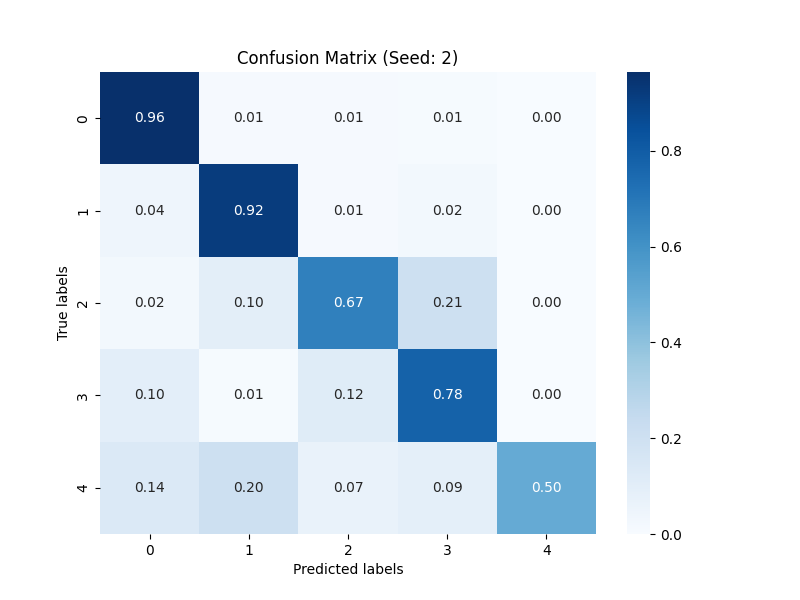 Confusion Matrix (Seed: 2)
0 0.96 0.01 0.01 0.01 0.00
1 0.04 0.92 0.01 0.02 0.00
2 0.02 0.10 0.67 0.21 0.00
3 0.10 0.01 0.12 0.78 0.00
4 0.14 0.20 0.07 0.09 0.50
0 1 2 3 4
Predicted labels
True labels
0.8
0.6
0.4
0.2
0.0